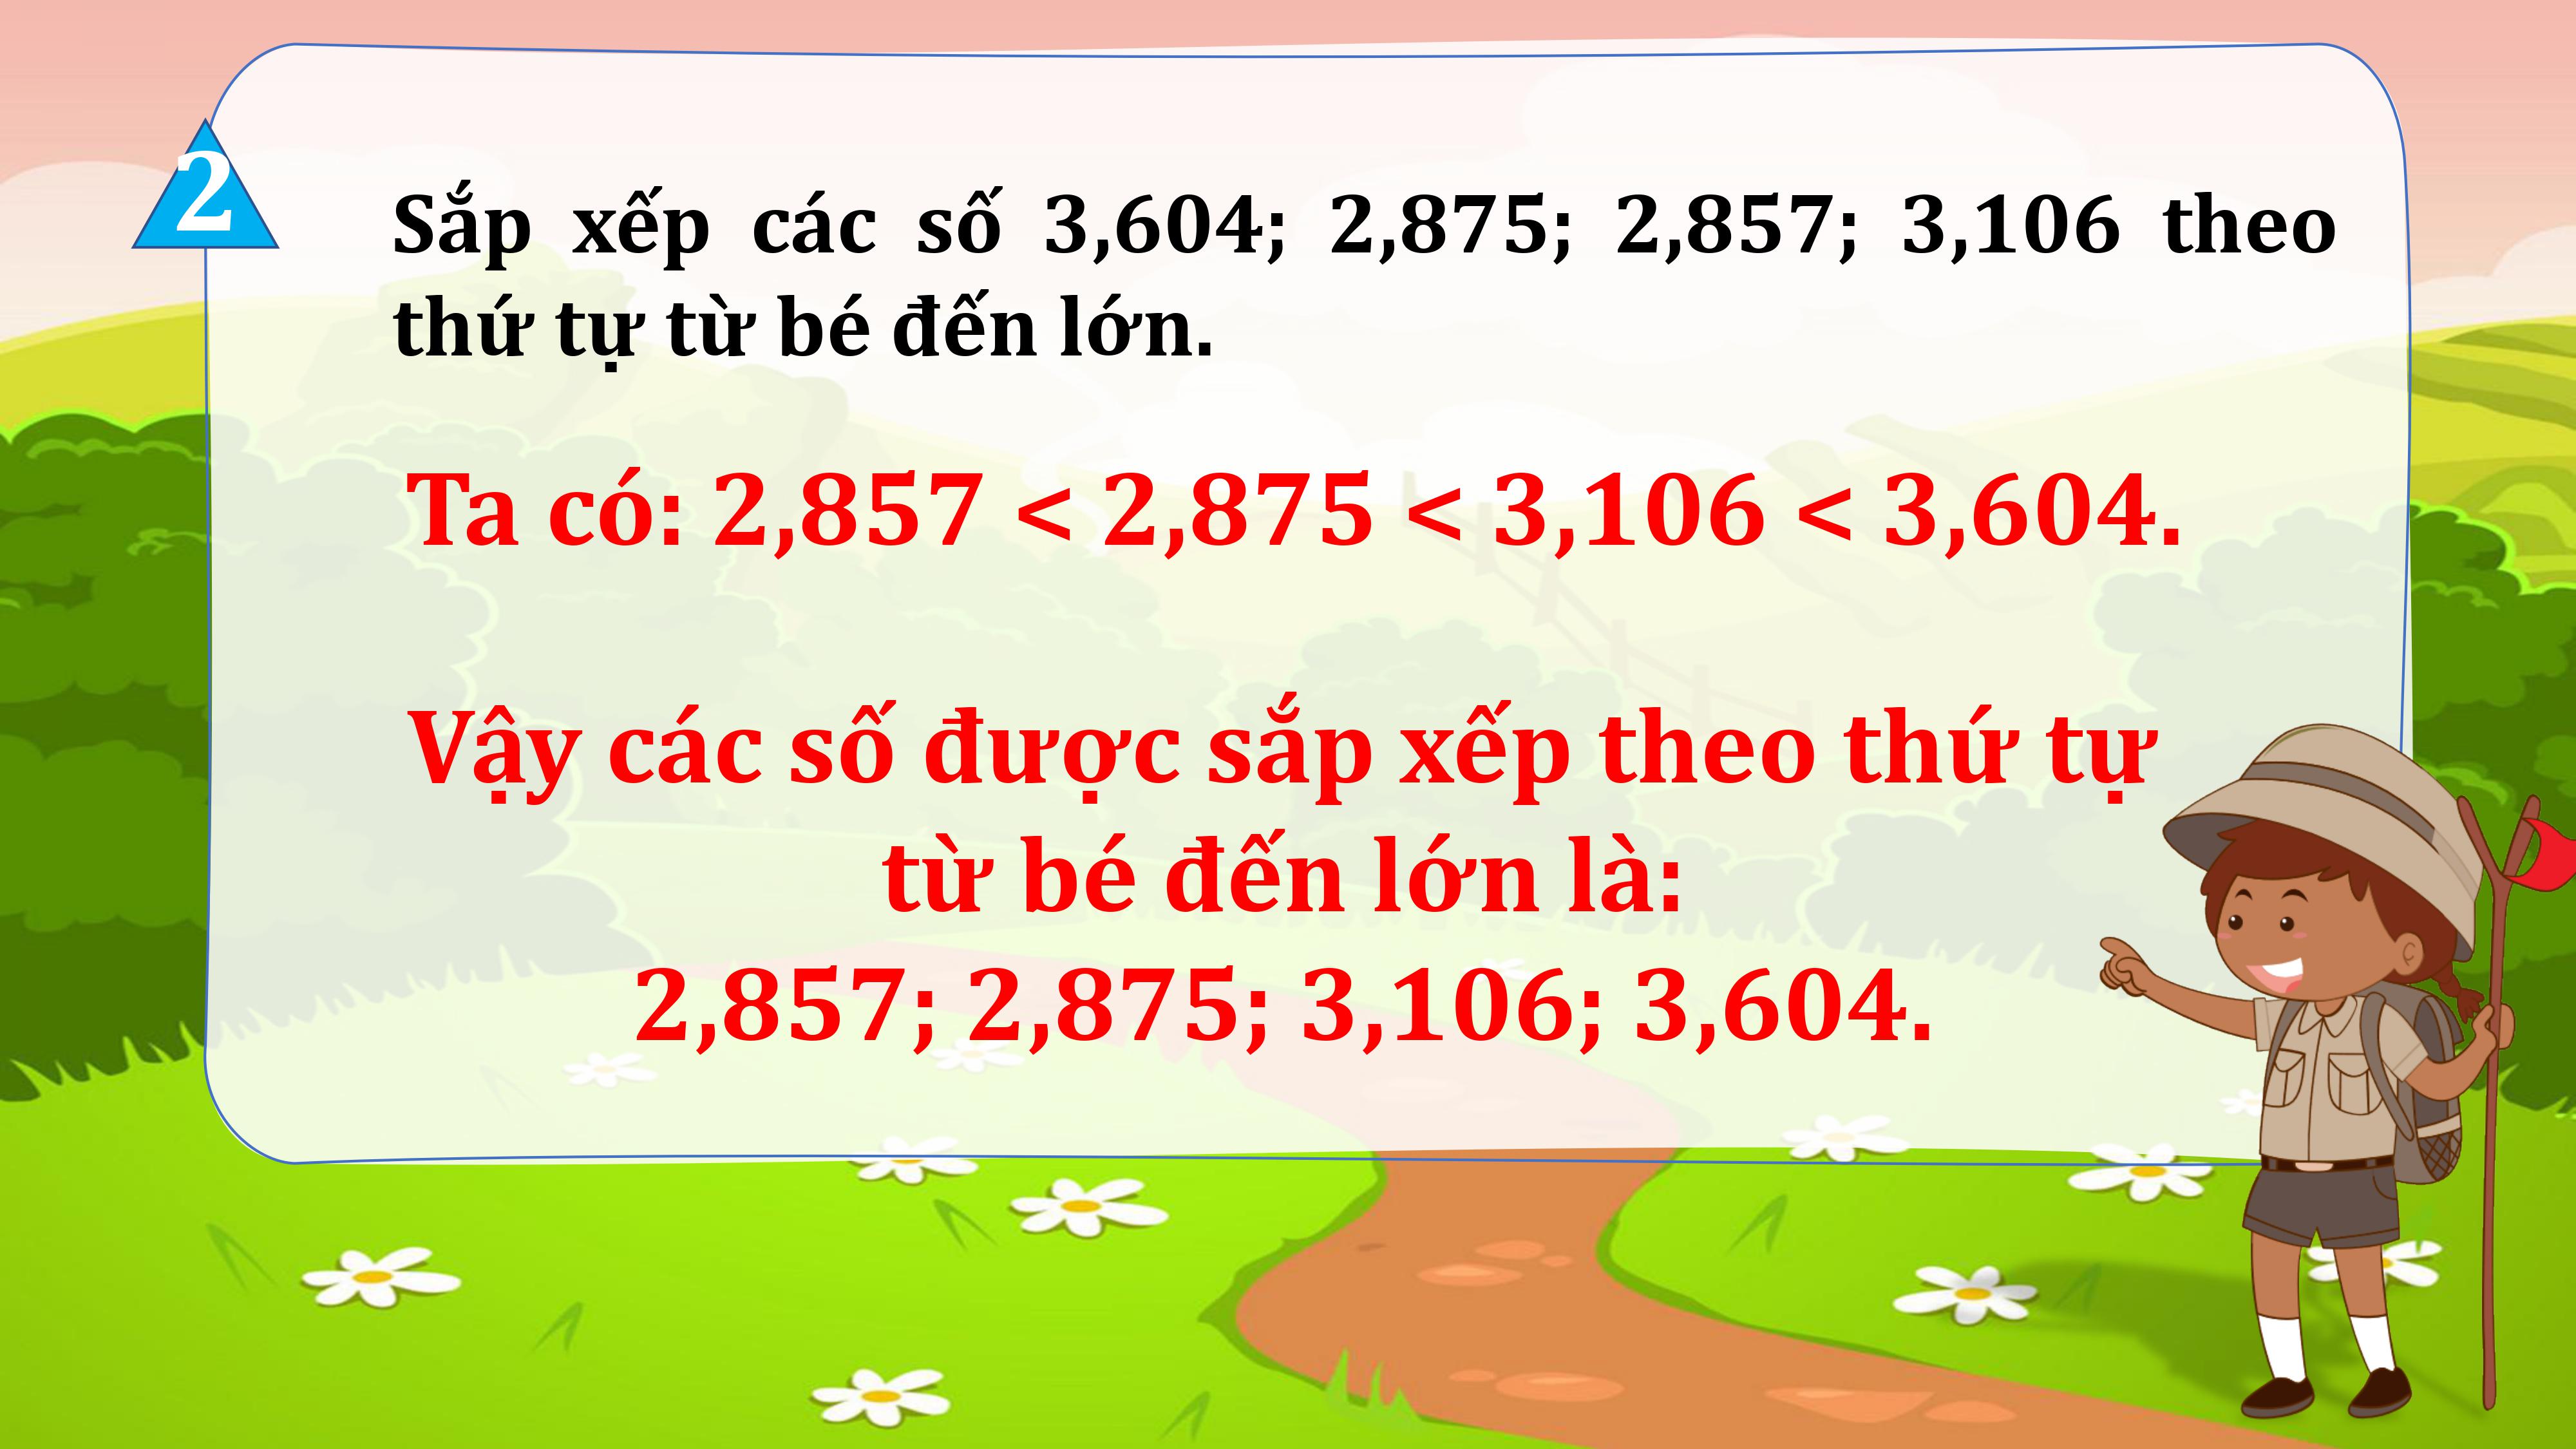 2
Sắp xếp các số 3,604; 2,875; 2,857; 3,106 theo
thứ tự từ bé đến lớn.
Ta có: 2,857 < 2,875 < 3,106 < 3,604.
Vậy các số được sắp xếp theo thứ tự
từ bé đến lớn là:
2,857; 2,875; 3,106; 3,604.